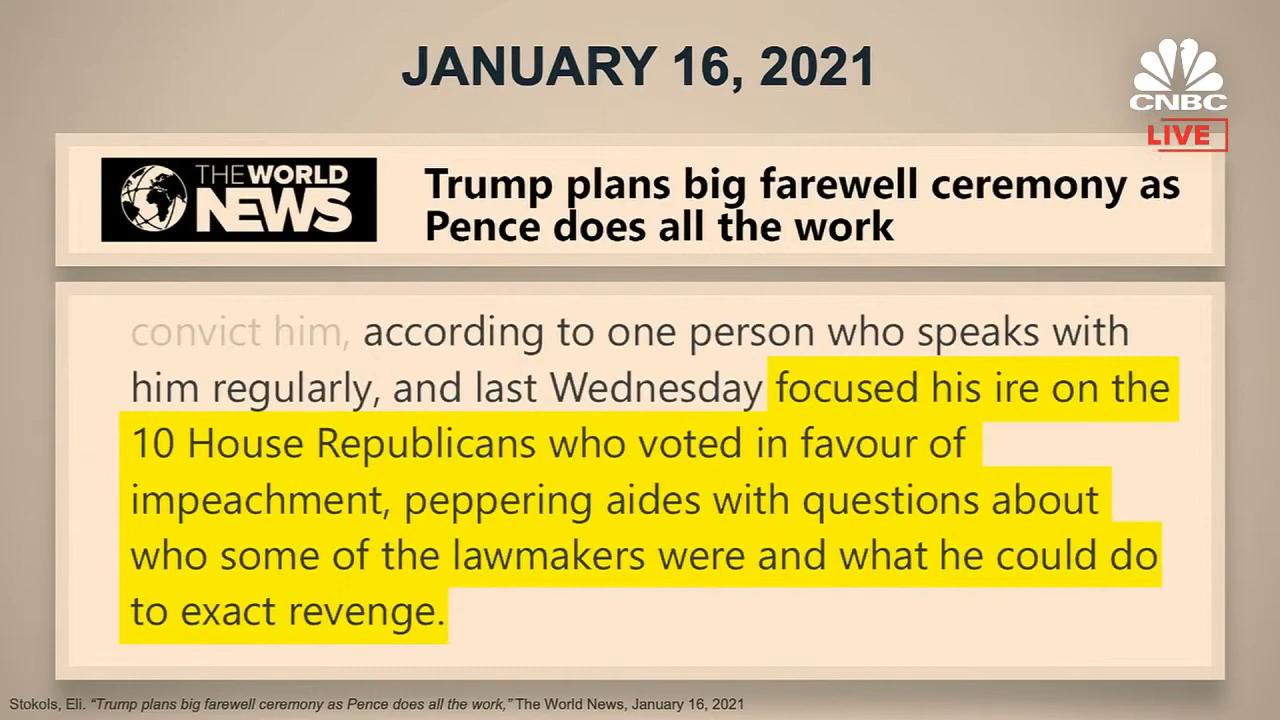 JANUARY 16, 2021
CNBC
LIVE
THE WORLD
NEWS
Trump plans big farewell ceremony as
Pence does all the work
convict him, according to one person who speaks with
him regularly, and last Wednesday focused his ire on the
10 House Republicans who voted in favour of
impeachment, peppering aides with questions about
who some of the lawmakers were and what he could do
to exact revenge.
Stokols, Eli. “Trump plans big farewell ceremony as Pence does all the work,” The World News, January 16, 2021